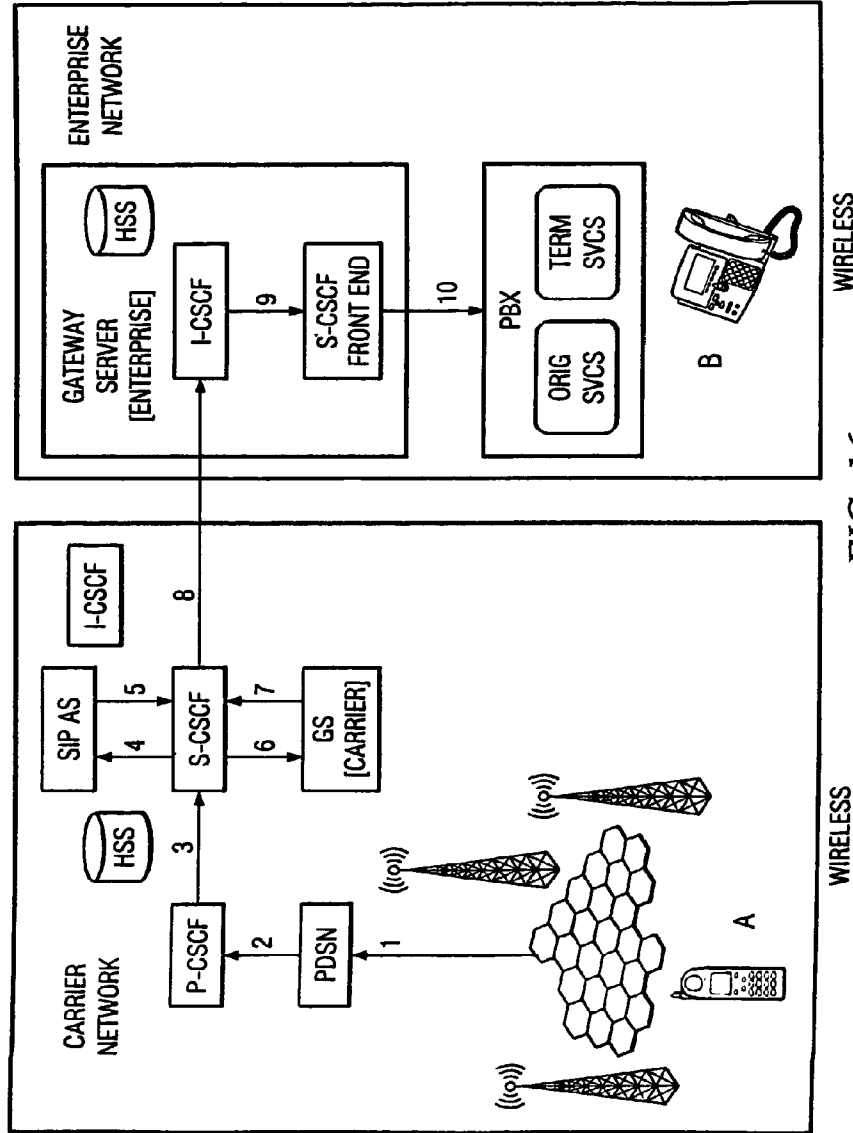 CARRIER
NETWORK
HSS
I-CSCF
SIP AS
P-CSCF
3
S-CSCF
4
5
6
7
8
GS
[CARRIER]
2
PDSN
1
A
WIRELESS
ENTERPRISE
NETWORK
GATEWAY
SERVER
[ENTERPRISE]
HSS
I-CSCF
9
S'-CSCF
FRONT END
10
PBX
ORIG
SVCS
TERM
SVCS
B
WIRELESS